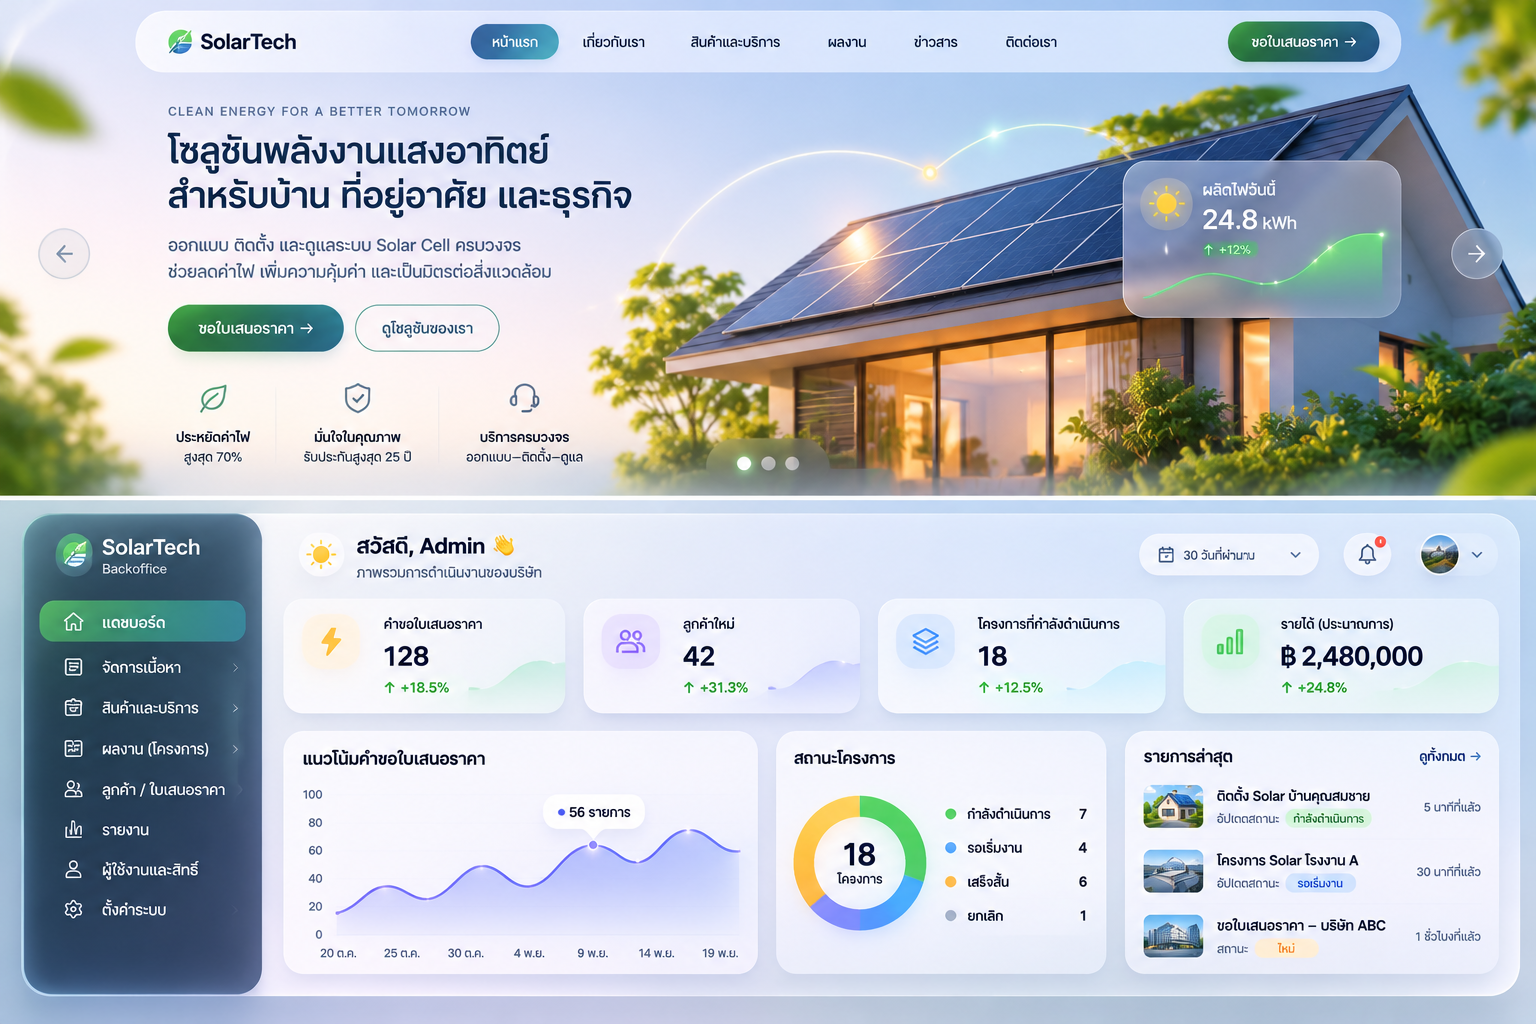 SolarTech
หน้าแรก
เกี่ยวกับเรา
สินค้าและบริการ
ผลงาน
ข่าวสาร
ติดต่อเรา
ขอใบเสนอราคา →
CLEAN ENERGY FOR A BETTER TOMORROW
โซลูชันพลังงานแสงอาทิตย์
สำหรับบ้าน ที่อยู่อาศัย และธุรกิจ
ออกแบบ ติดตั้ง และดูแลระบบ Solar Cell ครบวงจร
ช่วยลดค่าไฟ เพิ่มความคุ้มค่า และเป็นมิตรต่อสิ่งแวดล้อม
ขอใบเสนอราคา →
ดูโซลูชันของเรา
ประหยัดค่าไฟ
สูงสุด 70%
มั่นใจในคุณภาพ
รับประกันสูงสุด 25 ปี
บริการครบวงจร
ออกแบบ–ติดตั้ง–ดูแล
ผลิตไฟวันนี้
24.8 kWh
↑ +12%
SolarTech
Backoffice
แดชบอร์ด
จัดการเนื้อหา
สินค้าและบริการ
ผลงาน (โครงการ)
ลูกค้า / ใบเสนอราคา
รายงาน
ผู้ใช้งานและสิทธิ์
ตั้งค่าระบบ
สวัสดี, Admin 👋
ภาพรวมการดำเนินงานของบริษัท
30 วันที่ผ่านมา
คำขอใบเสนอราคา
128
↑ +18.5%
ลูกค้าใหม่
42
↑ +31.3%
โครงการที่กำลังดำเนินการ
18
↑ +12.5%
รายได้ (ประมาณการ)
฿ 2,480,000
↑ +24.8%
แนวโน้มคำขอใบเสนอราคา
100
80
60
40
20
0
56 รายการ
20 ต.ค.
25 ต.ค.
30 ต.ค.
4 พ.ย.
9 พ.ย.
14 พ.ย.
19 พ.ย.
สถานะโครงการ
18
โครงการ
กำลังดำเนินการ 7
รอเริ่มงาน 4
เสร็จสิ้น 6
ยกเลิก 1
รายการล่าสุด
ดูทั้งหมด →
ติดตั้ง Solar บ้านคุณสมชาย
อัปเดตสถานะ กำลังดำเนินการ
5 นาทีที่แล้ว
โครงการ Solar โรงงาน A
อัปเดตสถานะ รอเริ่มงาน
30 นาทีที่แล้ว
ขอใบเสนอราคา – บริษัท ABC
สถานะ ใหม่
1 ชั่วโมงที่แล้ว